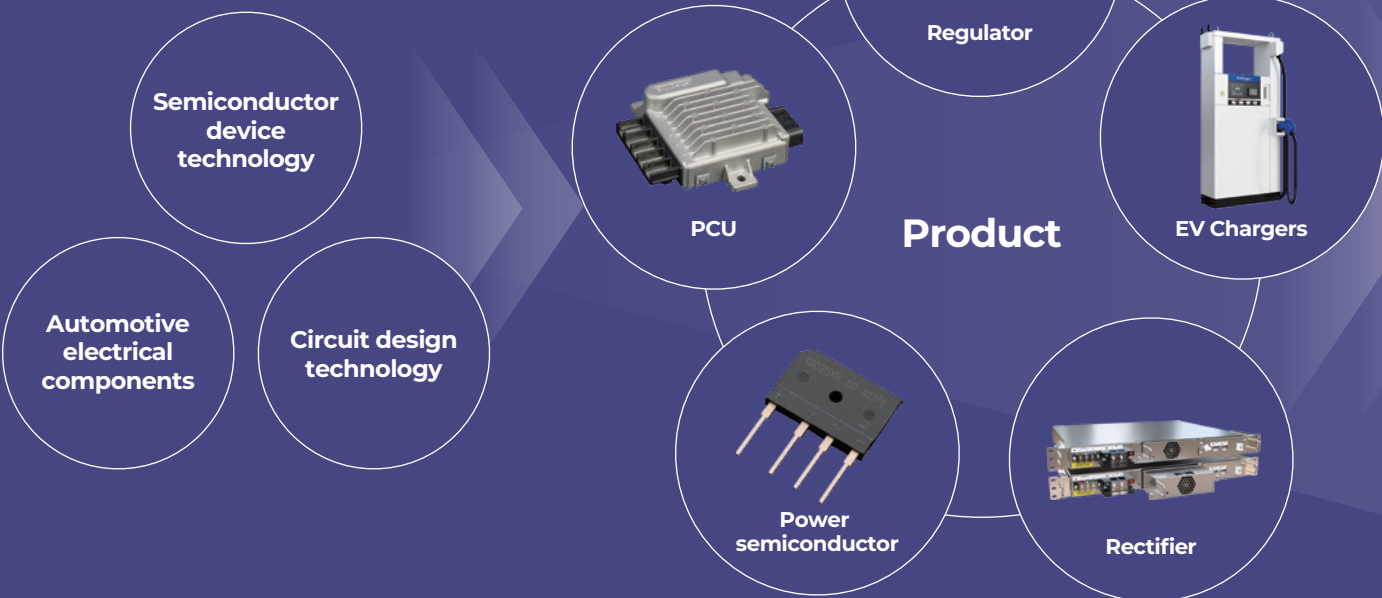 Semiconductor
device
technology
Automotive
electrical
components
Circuit design
technology
Product
Regulator
PCU
EV Chargers
Power
semiconductor
Rectifier